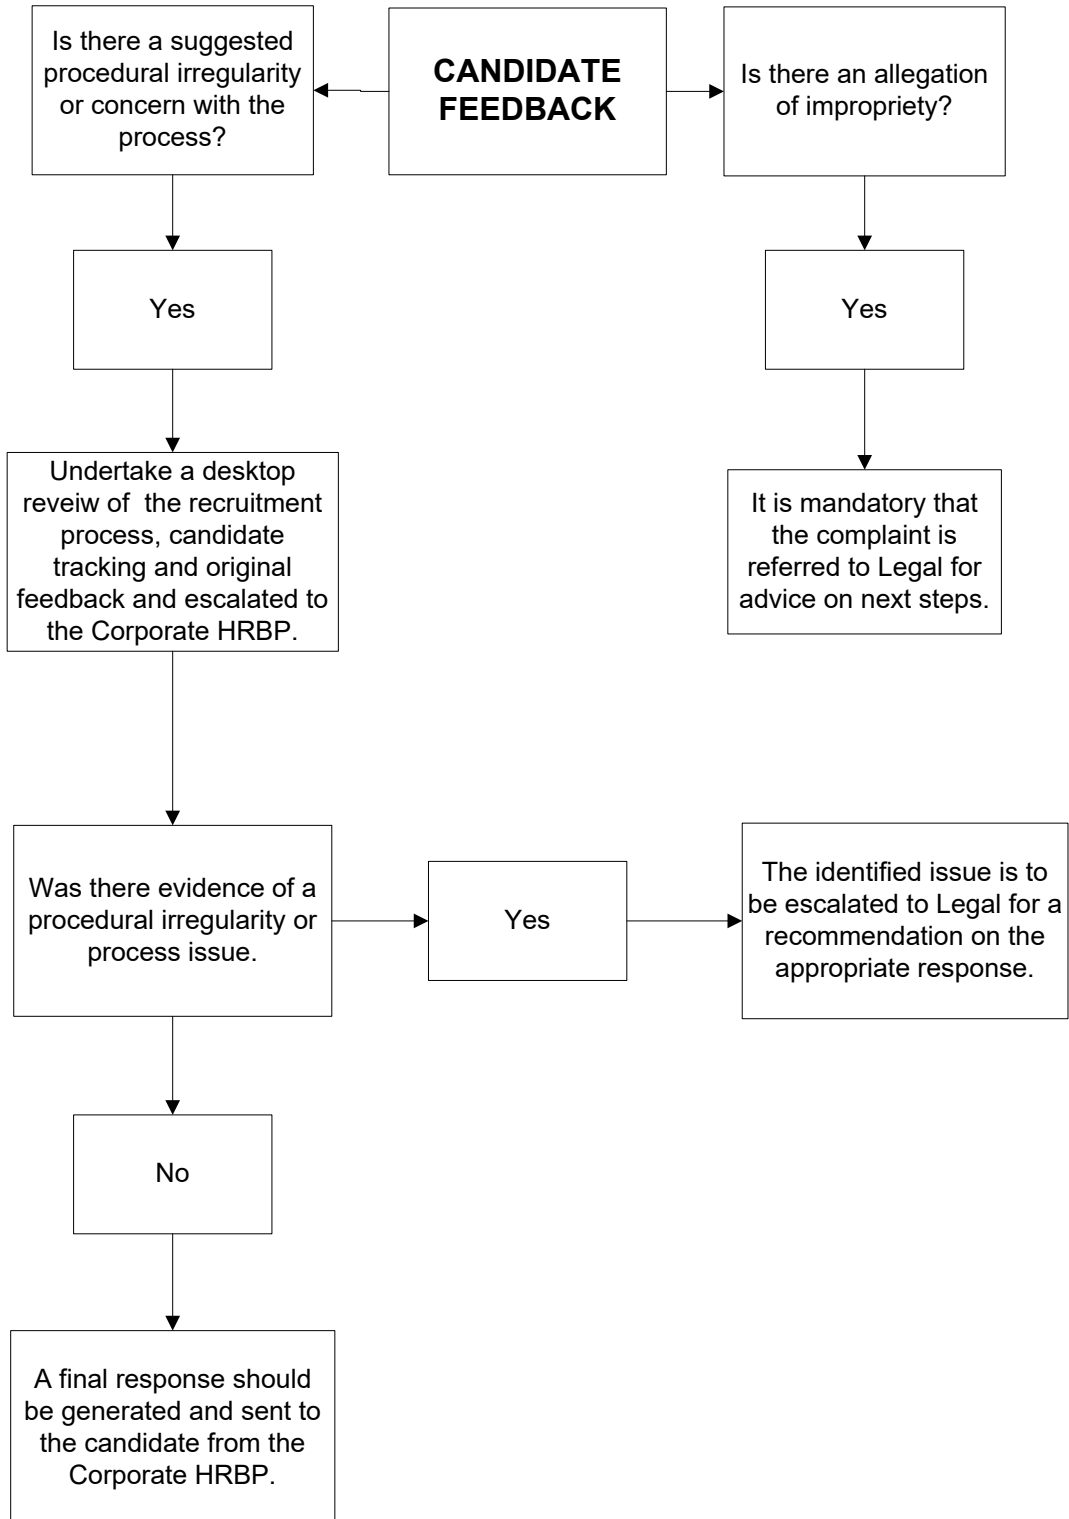 Is there a suggested
procedural irregularity
or concern with the
process?
CANDIDATE
FEEDBACK
Is there an allegation
of impropriety?
Yes
Yes
Undertake a desktop
reveiw of  the recruitment
process, candidate
tracking and original
feedback and escalated to
the Corporate HRBP.
It is mandatory that
the complaint is
referred to Legal for
advice on next steps.
Was there evidence of a
procedural irregularity or
process issue.
Yes
The identified issue is to
be escalated to Legal for a
recommendation on the
appropriate response.
No
A final response should
be generated and sent to
the candidate from the
Corporate HRBP.